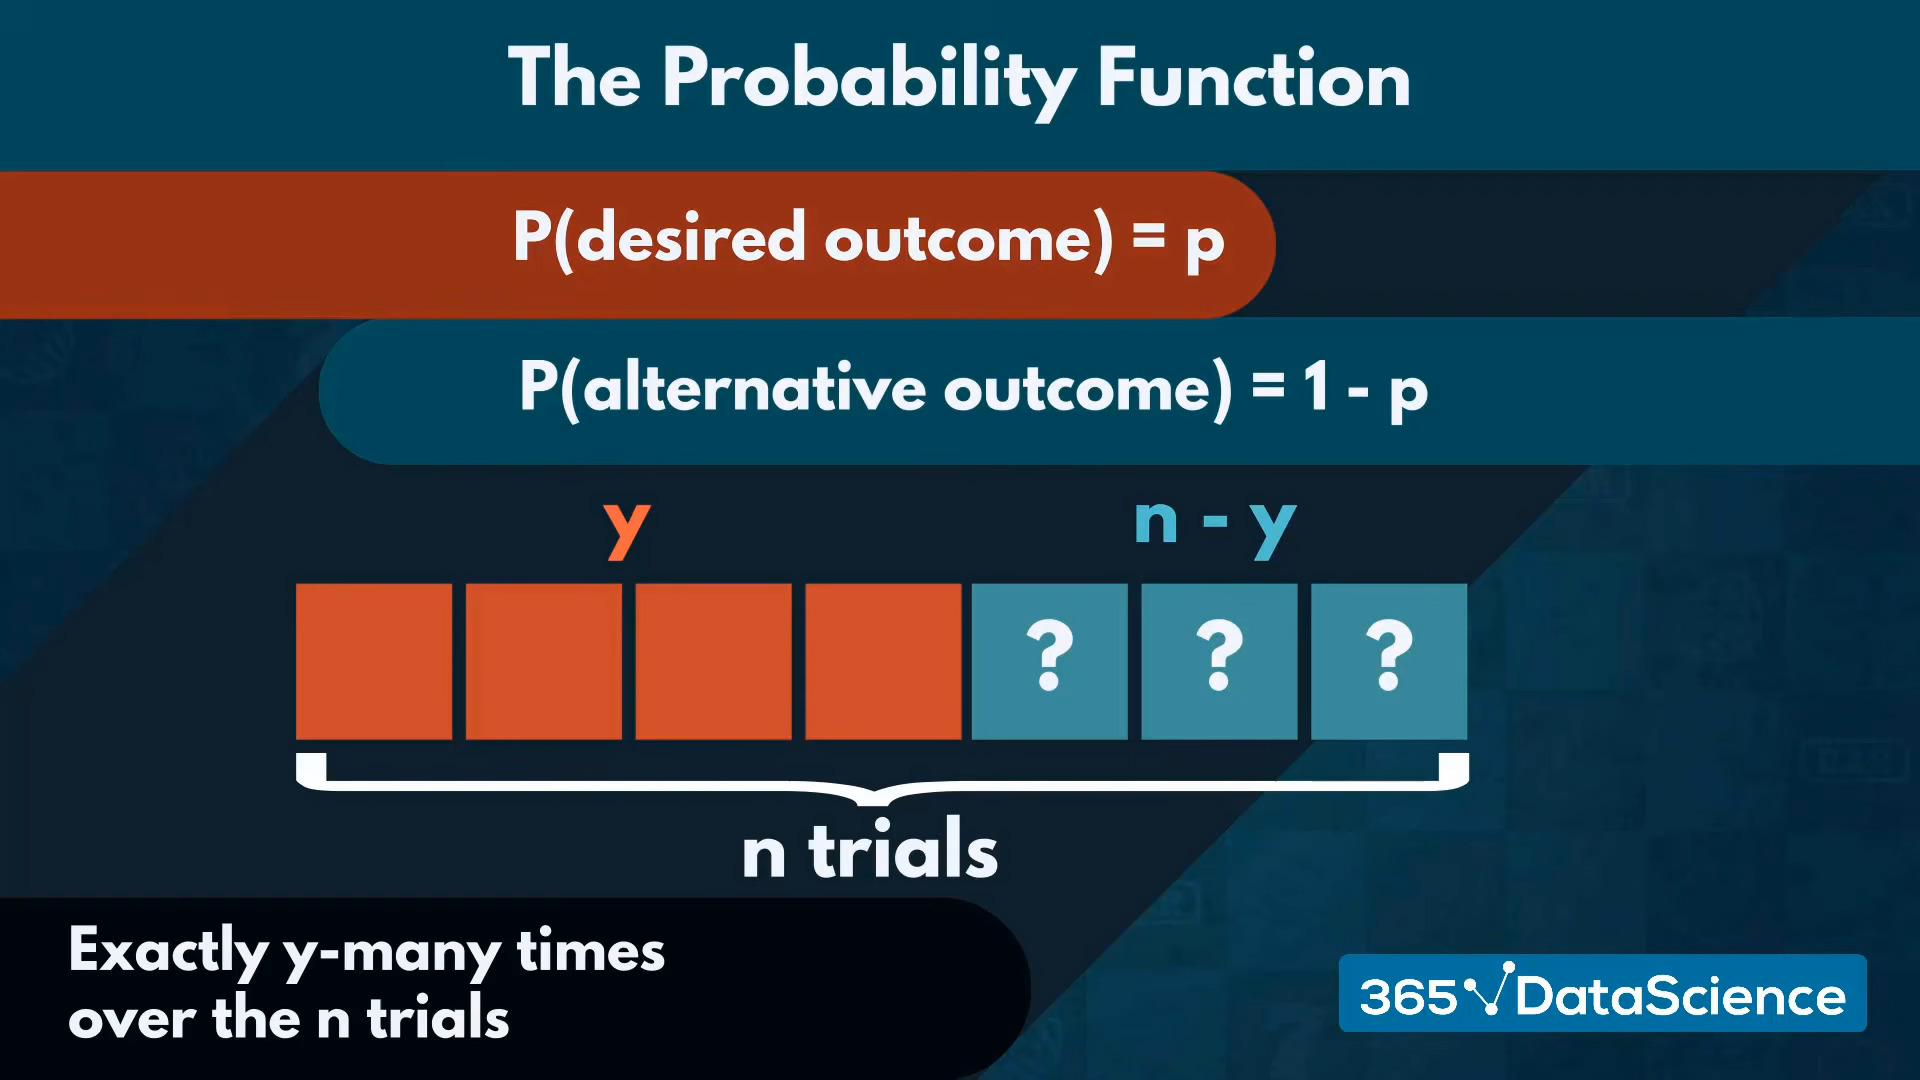 The Probability Function
P(desired outcome) = p
P(alternative outcome) = 1 - p
y
n - y
? ? ?
n trials
Exactly y-many times
over the n trials
365 DataScience